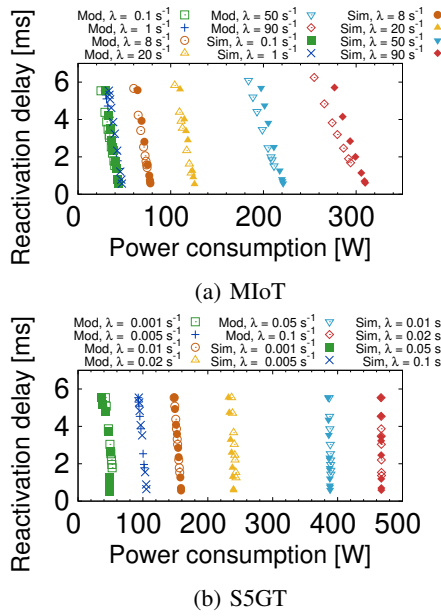 Mod, λ = 0.1 s-1 Mod, λ = 50 s-1 Sim, λ = 8 s-1
Mod, λ = 1 s-1 Mod, λ = 90 s-1 Sim, λ = 20 s-1
Mod, λ = 8 s-1 Sim, λ = 0.1 s-1 Sim, λ = 50 s-1
Mod, λ = 20 s-1 Sim, λ = 1 s-1 Sim, λ = 90 s-1
Reactivation delay [ms]
6
4
2
0
0 100 200 300
Power consumption [W]
(a) MIoT
Mod, λ = 0.001 s-1 Mod, λ = 0.05 s-1 Sim, λ = 0.01 s-1
Mod, λ = 0.005 s-1 Mod, λ = 0.1 s-1 Sim, λ = 0.02 s-1
Mod, λ = 0.01 s-1 Sim, λ = 0.001 s-1 Sim, λ = 0.05 s-1
Mod, λ = 0.02 s-1 Sim, λ = 0.005 s-1 Sim, λ = 0.1 s-1
Reactivation delay [ms]
6
4
2
0
0 100 200 300 400 500
Power consumption [W]
(b) S5GT